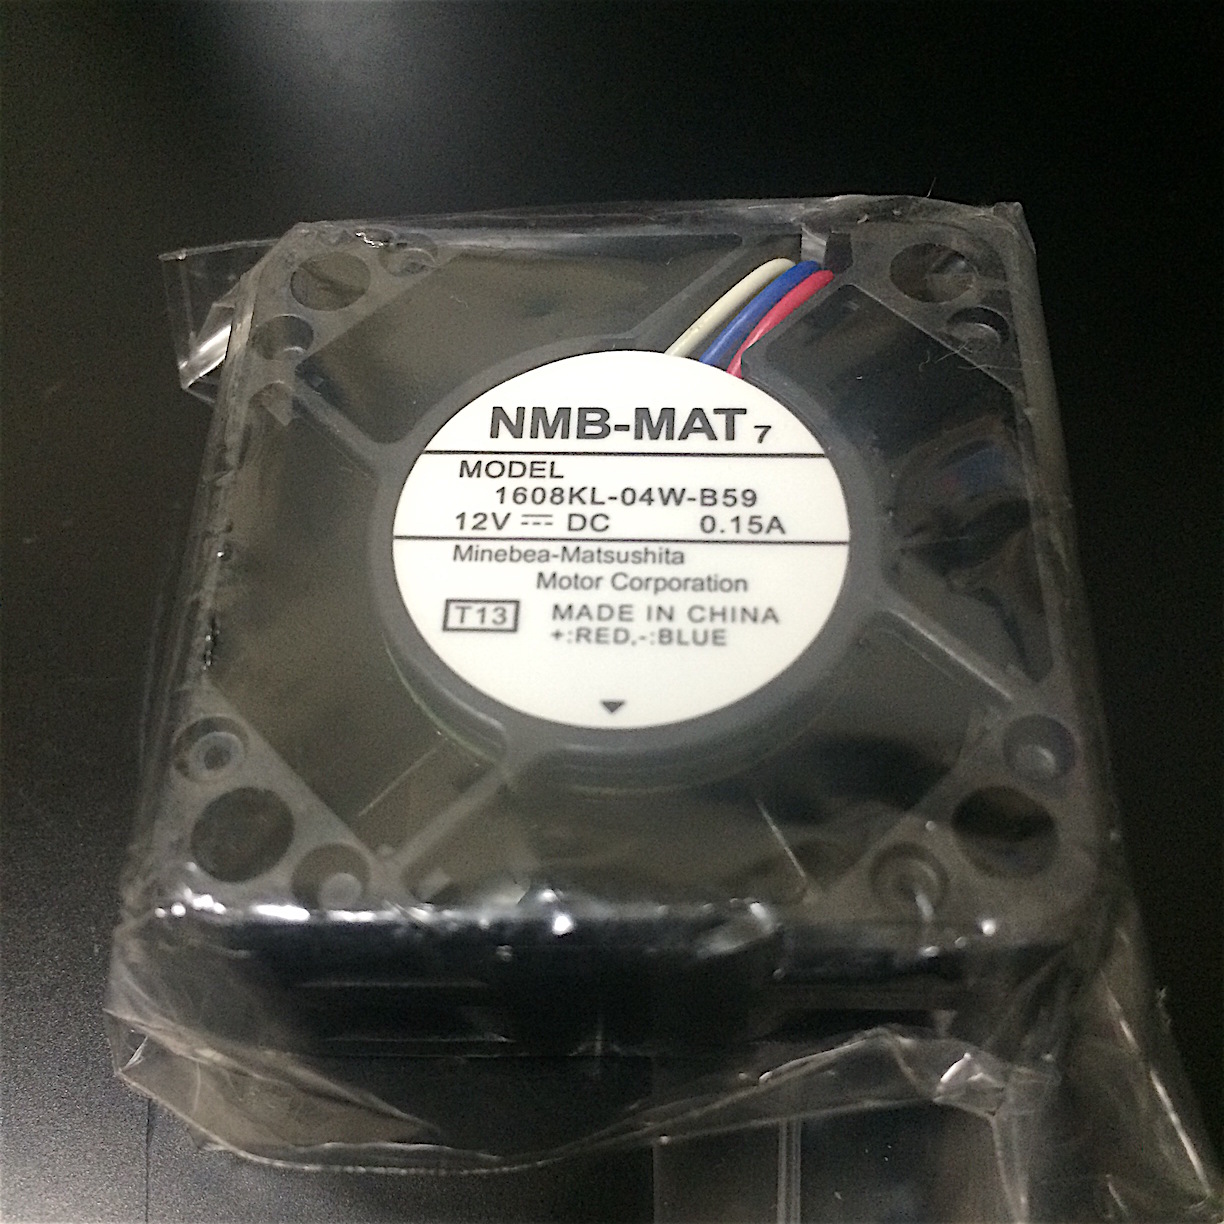 NMB-MAT 7
MODEL
1608KL-04W-B59
12V ⎓ DC 0.15A
Minebea-Matsushita
Motor Corporation
T13 MADE IN CHINA
+:RED,-:BLUE